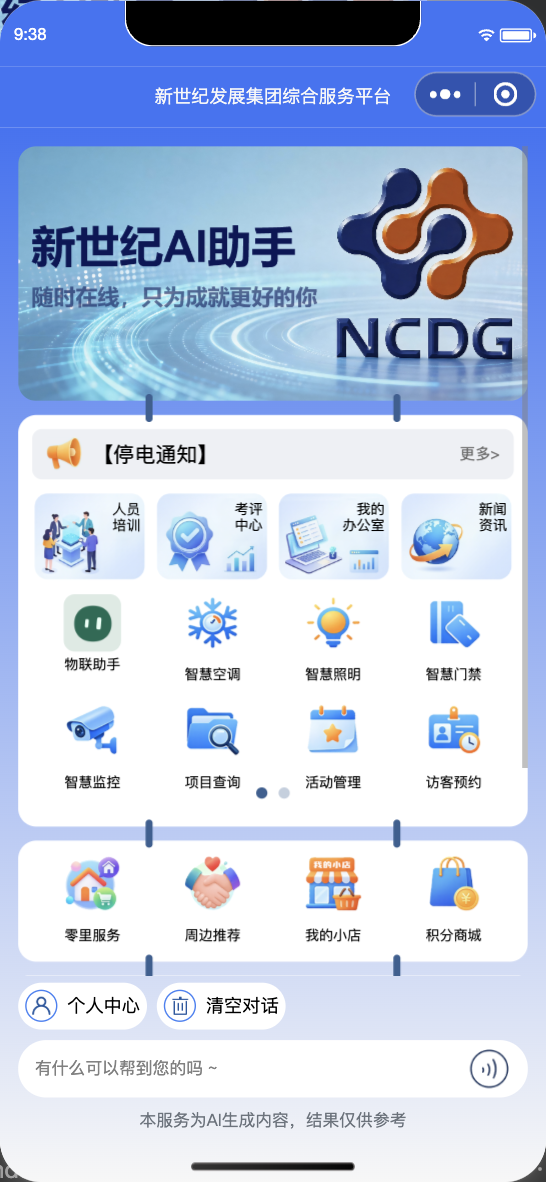 9:38
新世纪发展集团综合服务平台
新世纪AI助手
随时在线，只为成就更好的你
NCDG
【停电通知】
更多>
人员
培训
考评
中心
我的
办公室
新闻
资讯
物联助手
智慧空调
智慧照明
智慧门禁
智慧监控
项目查询
活动管理
访客预约
我的小店
零里服务
周边推荐
我的小店
积分商城
个人中心
清空对话
有什么可以帮到您的吗 ~
本服务为AI生成内容，结果仅供参考